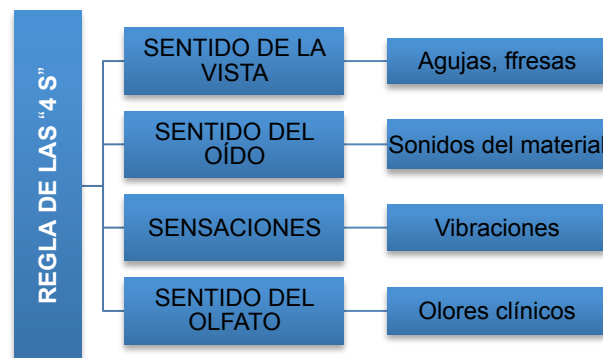 REGLA DE LAS “4 S”
SENTIDO DE LA
VISTA
Agujas, ffresas
SENTIDO DEL
OÍDO
Sonidos del material
SENSACIONES
Vibraciones
SENTIDO DEL
OLFATO
Olores clínicos